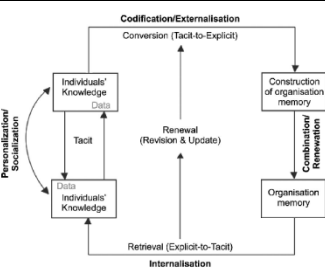 Codification/Externalisation
Conversion (Tacit-to-Explicit)
Individuals'
Knowledge
Data
Construction
of organisation
memory
Personalization/
Socialization
Tacit
Renewal
(Revision & Update)
Combination/
Renewation
Data
Individuals'
Knowledge
Organisation
memory
Retrieval (Explicit-to-Tacit)
Internalisation